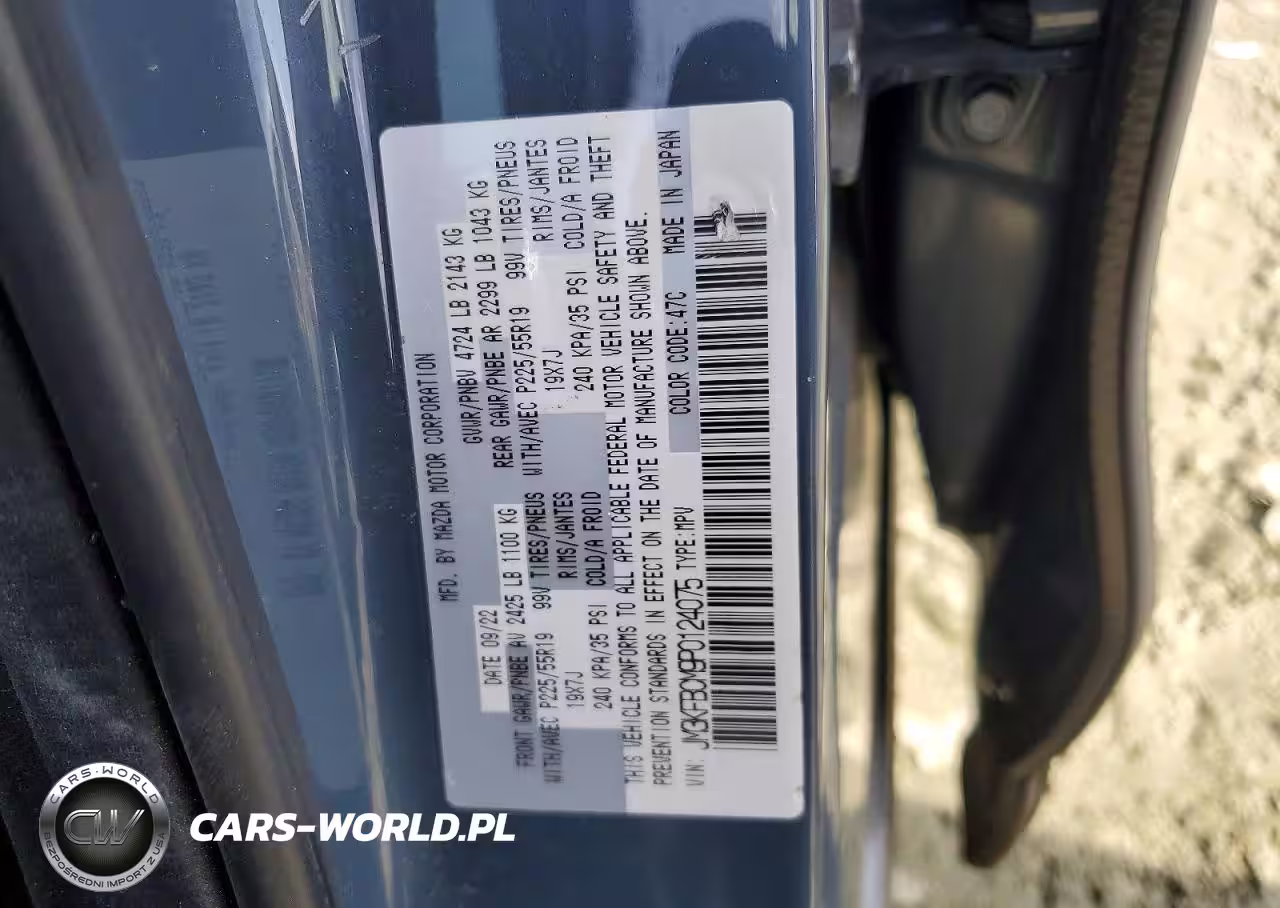 MFD. BY MAZDA MOTOR CORPORATION
DATE 09/22 GVWR/PNBV 4724 LB 2143 KG
FRONT GAWR/PNBE AV 2425 LB 1100 KG REAR GAWR/PNBE AR 2299 LB 1043 KG
WITH/AVEC P225/55R19 99V TIRES/PNEUS WITH/AVEC P225/55R19 99V TIRES/PNEUS
19X7J RIMS/JANTES 19X7J RIMS/JANTES
240 KPA/35 PSI COLD/A FROID 240 KPA/35 PSI COLD/A FROID
THIS VEHICLE CONFORMS TO ALL APPLICABLE FEDERAL MOTOR VEHICLE SAFETY AND THEFT
PREVENTION STANDARDS IN EFFECT ON THE DATE OF MANUFACTURE SHOWN ABOVE.
VIN: JM3KFBCM9P0124075 TYPE:MPV COLOR CODE:47C MADE IN JAPAN
CARS-WORLD
CW
BEZPOŚREDNI IMPORT Z USA
CARS-WORLD.PL